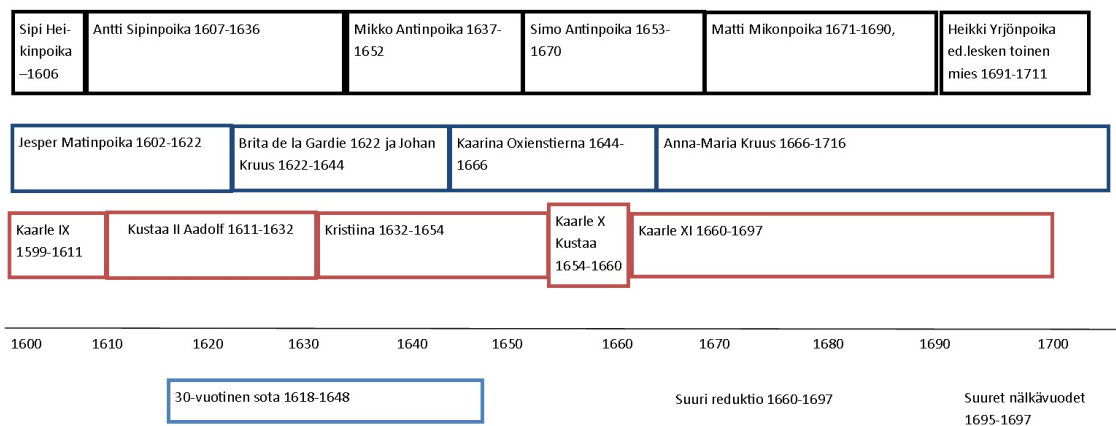 Sipi Hei-
kinpoika
–1606
Antti Sipinpoika 1607-1636
Mikko Antinpoika 1637-
1652
Simo Antinpoika 1653-
1670
Matti Mikonpoika 1671-1690,
Heikki Yrjönpoika
ed.lesken toinen
mies 1691-1711
Jesper Matinpoika 1602-1622
Brita de la Gardie 1622 ja Johan
Kruus 1622-1644
Kaarina Oxienstierna 1644-
1666
Anna-Maria Kruus 1666-1716
Kaarle IX
1599-1611
Kustaa II Aadolf 1611-1632
Kristiina 1632-1654
Kaarle X
Kustaa
1654-1660
Kaarle XI 1660-1697
1600 1610 1620 1630 1640 1650 1660 1670 1680 1690 1700
30-vuotinen sota 1618-1648
Suuri reduktio 1660-1697
Suuret nälkävuodet
1695-1697